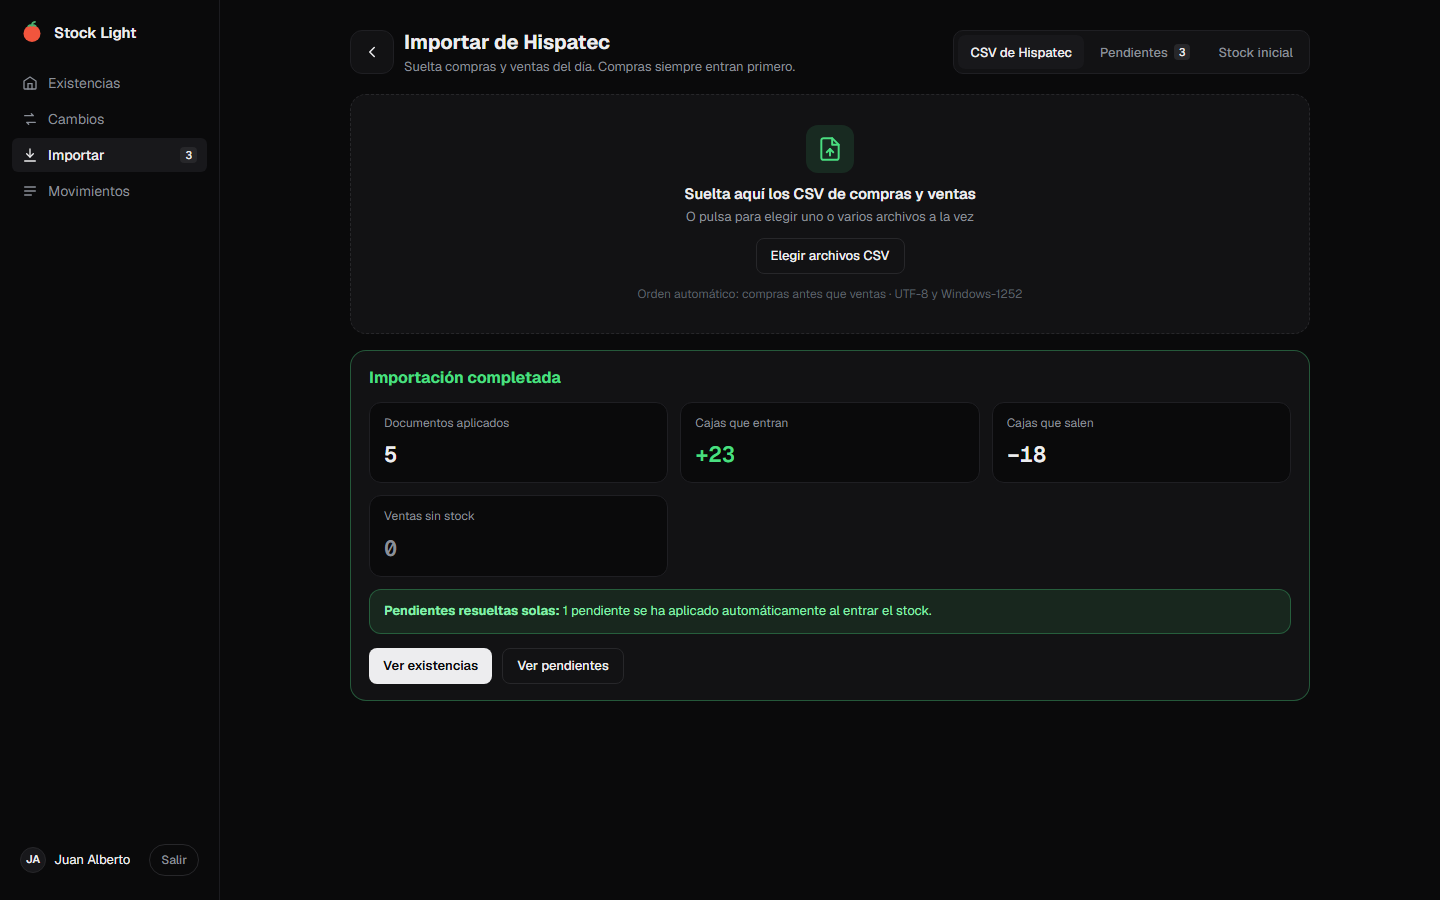 Stock Light
Existencias
Cambios
Importar 3
Movimientos
Juan Alberto
JA
Salir
Importar de Hispatec
Suelta compras y ventas del día. Compras siempre entran primero.
CSV de Hispatec
Pendientes 3
Stock inicial
Suelta aquí los CSV de compras y ventas
O pulsa para elegir uno o varios archivos a la vez
Elegir archivos CSV
Orden automático: compras antes que ventas · UTF-8 y Windows-1252
Importación completada
Documentos aplicados
5
Cajas que entran
+23
Cajas que salen
−18
Ventas sin stock
0
Pendientes resueltas solas: 1 pendiente se ha aplicado automáticamente al entrar el stock.
Ver existencias
Ver pendientes